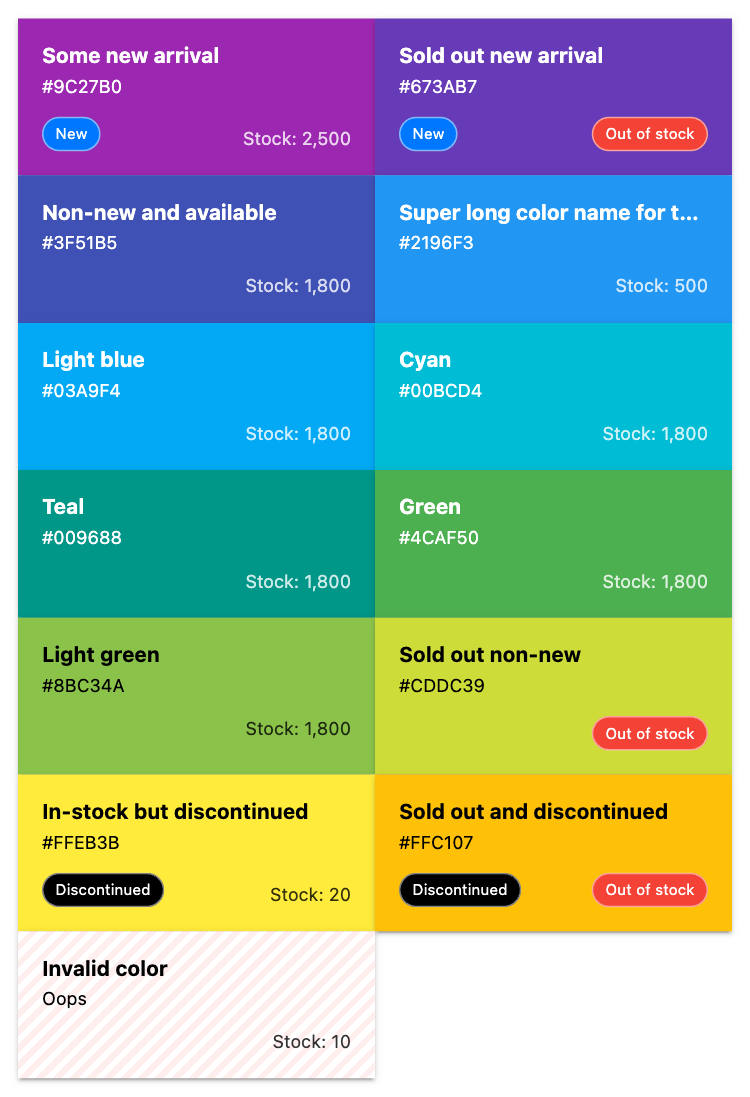 Some new arrival
#9C27B0
New
Stock: 2,500
Sold out new arrival
#673AB7
New
Out of stock
Non-new and available
#3F51B5
Stock: 1,800
Super long color name for t...
#2196F3
Stock: 500
Light blue
#03A9F4
Stock: 1,800
Cyan
#00BCD4
Stock: 1,800
Teal
#009688
Stock: 1,800
Green
#4CAF50
Stock: 1,800
Light green
#8BC34A
Stock: 1,800
Sold out non-new
#CDDC39
Out of stock
In-stock but discontinued
#FFEB3B
Discontinued
Stock: 20
Sold out and discontinued
#FFC107
Discontinued
Out of stock
Invalid color
Oops
Stock: 10